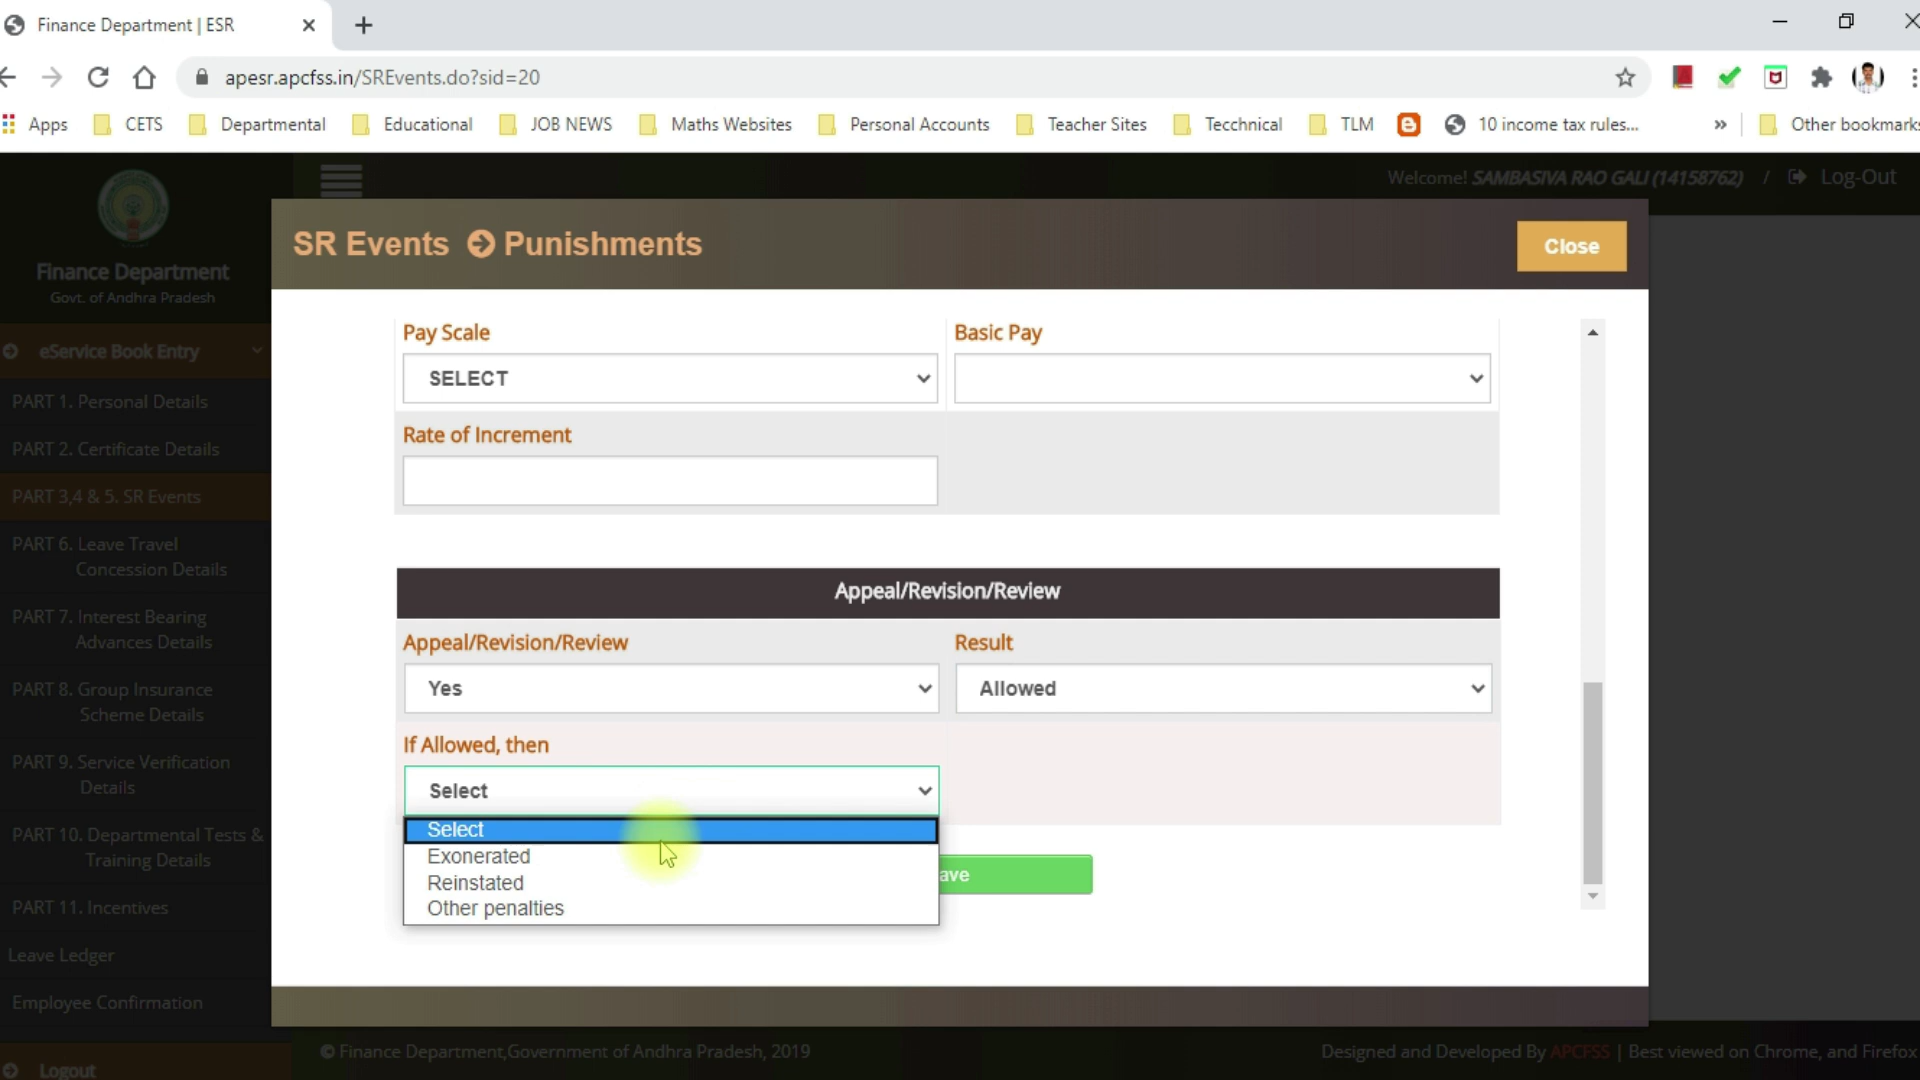 Finance Department | ESR
apesr.apcfss.in/SREvents.do?sid=20
Apps CETS Departmental Educational JOB NEWS Maths Websites Personal Accounts Teacher Sites Tecchnical TLM 10 income tax rules... » Other bookmarks
Welcome! SAMBASIVA RAO GALI (14158762) / Log-Out
Finance Department
Govt. of Andhra Pradesh
eService Book Entry
PART 1. Personal Details
PART 2. Certificate Details
PART 3,4 & 5. SR Events
PART 6. Leave Travel
Concession Details
PART 7. Interest Bearing
Advances Details
PART 8. Group Insurance
Scheme Details
PART 9. Service Verification
Details
PART 10. Departmental Tests &
Training Details
PART 11. Incentives
Leave Ledger
Employee Confirmation
Logout
SR Events Punishments
Close
Pay Scale Basic Pay
SELECT
Rate of Increment
Appeal/Revision/Review
Appeal/Revision/Review Result
Yes Allowed
If Allowed, then
Select
Select
Exonerated
Reinstated
Other penalties
ave
© Finance Department,Government of Andhra Pradesh, 2019
Designed and Developed By APCFSS | Best viewed on Chrome, and Firefox